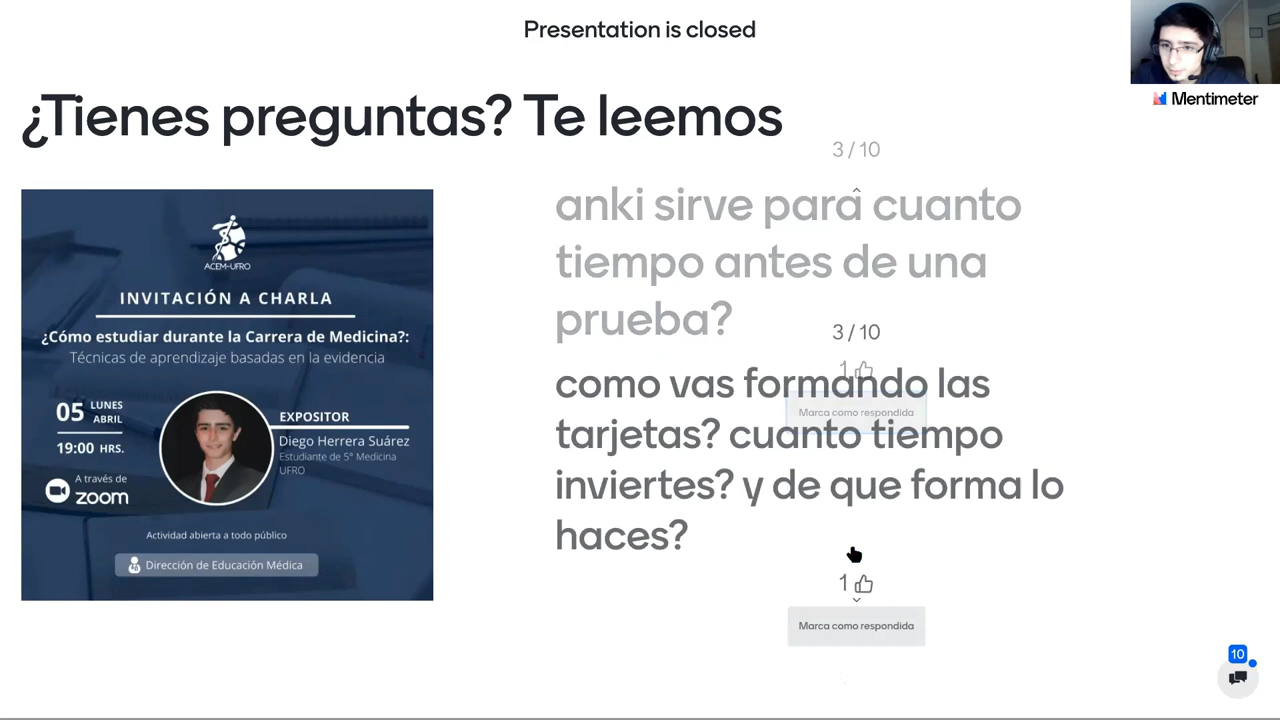 Presentation is closed
Mentimeter
¿Tienes preguntas? Te leemos
3 / 10
anki sirve para cuanto
tiempo antes de una
prueba?
1
Marca como respondida
3 / 10
como vas formando las
tarjetas? cuanto tiempo
inviertes? y de que forma lo
haces?
1
Marca como respondida
ACEM-UFRO
INVITACIÓN A CHARLA
¿Cómo estudiar durante la Carrera de Medicina?:
Técnicas de aprendizaje basadas en la evidencia
05 LUNES ABRIL
19:00 HRS.
A través de
zoom
EXPOSITOR
Diego Herrera Suárez
Estudiante de 5° Medicina
UFRO
Actividad abierta a todo público
Dirección de Educación Médica
10